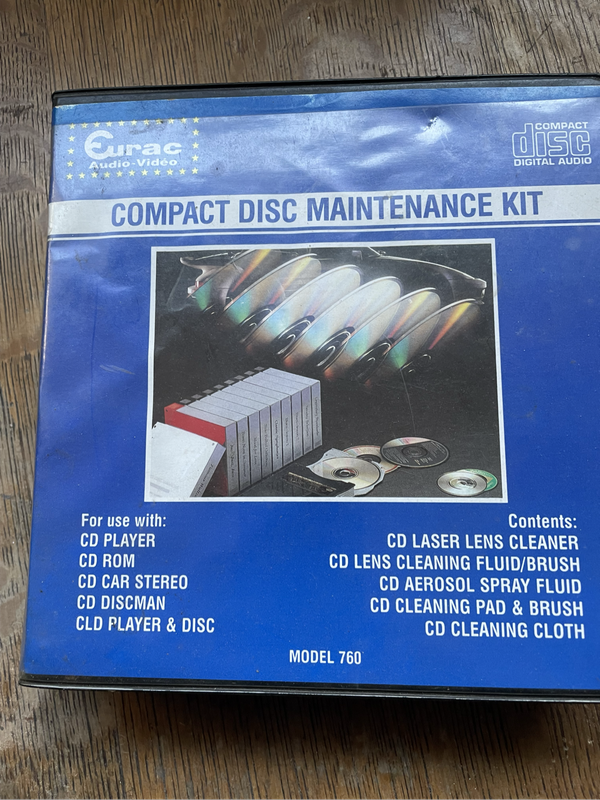 Eurac
Audio-Vidéo
COMPACT
disc
DIGITAL AUDIO
COMPACT DISC MAINTENANCE KIT
For use with:
CD PLAYER
CD ROM
CD CAR STEREO
CD DISCMAN
CLD PLAYER & DISC
Contents:
CD LASER LENS CLEANER
CD LENS CLEANING FLUID/BRUSH
CD AEROSOL SPRAY FLUID
CD CLEANING PAD & BRUSH
CD CLEANING CLOTH
MODEL 760